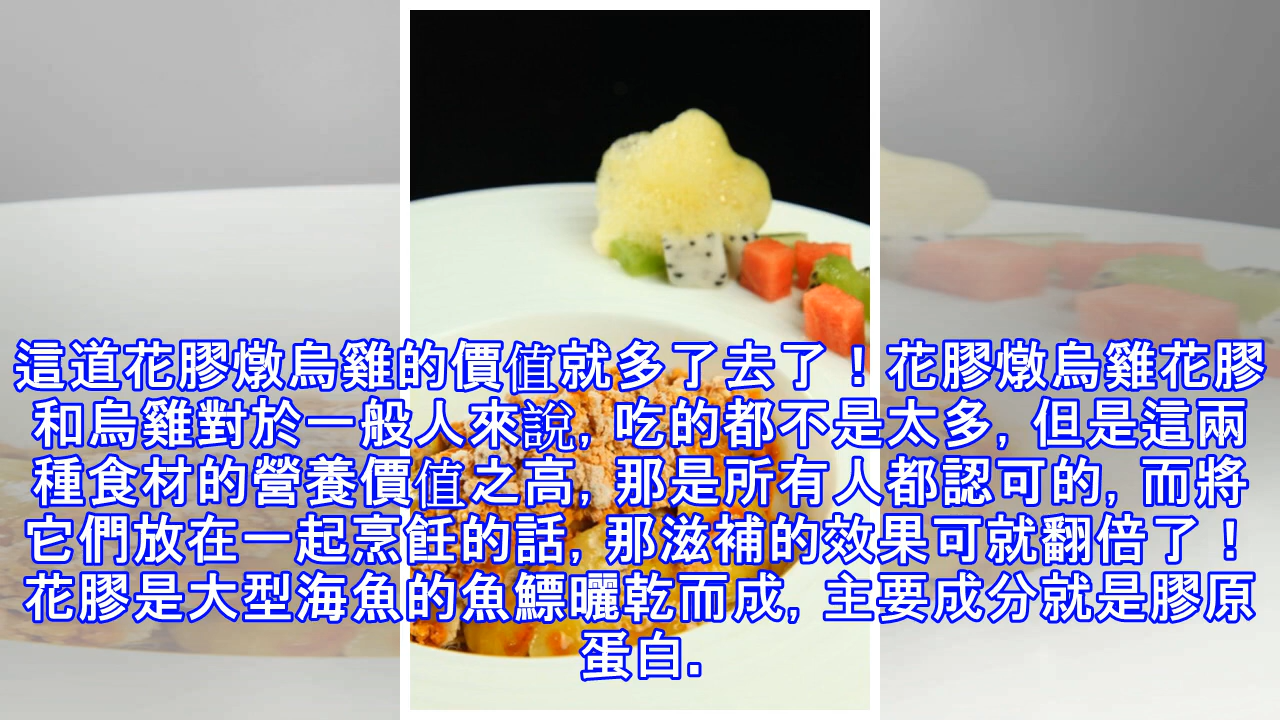 這道花膠燉烏雞的價值就多了去了！花膠燉烏雞花膠
和烏雞對於一般人來說, 吃的都不是太多, 但是這兩
種食材的營養價值之高, 那是所有人都認可的, 而將
它們放在一起烹飪的話, 那滋補的效果可就翻倍了！
花膠是大型海魚的魚鰾曬乾而成, 主要成分就是膠原
蛋白.